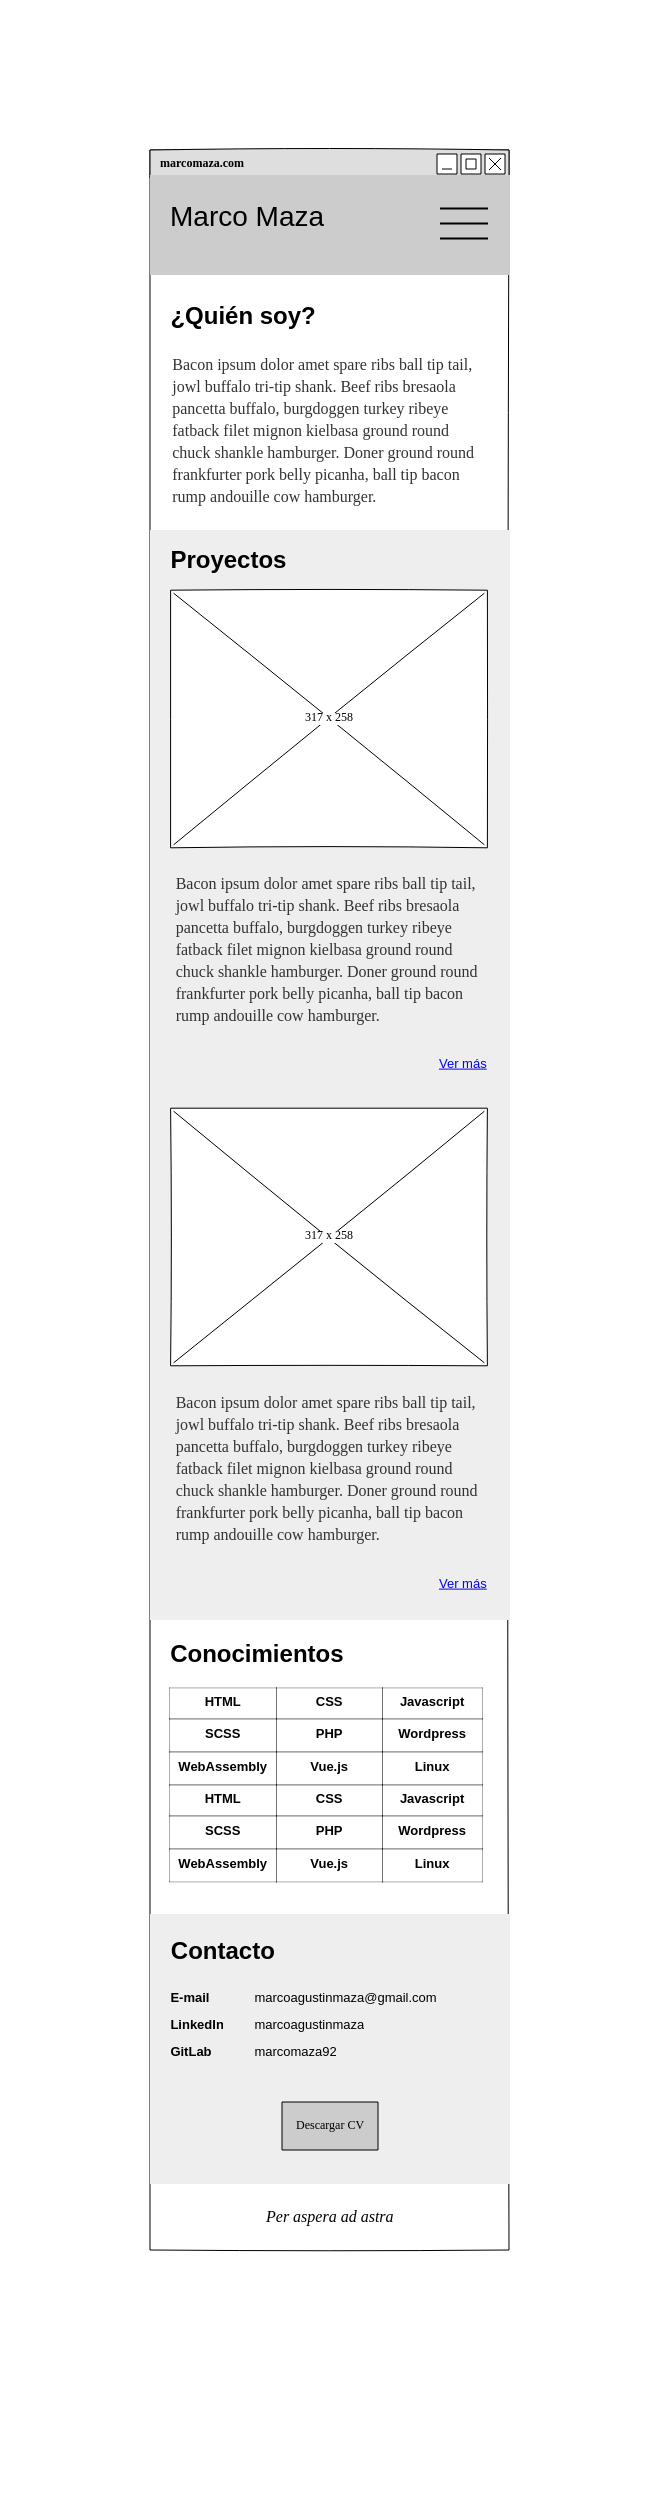 marcomaza.com
Marco Maza
¿Quién soy?
Bacon ipsum dolor amet spare ribs ball tip tail,
jowl buffalo tri-tip shank. Beef ribs bresaola
pancetta buffalo, burgdoggen turkey ribeye
fatback filet mignon kielbasa ground round
chuck shankle hamburger. Doner ground round
frankfurter pork belly picanha, ball tip bacon
rump andouille cow hamburger.
Proyectos
317 x 258
Bacon ipsum dolor amet spare ribs ball tip tail,
jowl buffalo tri-tip shank. Beef ribs bresaola
pancetta buffalo, burgdoggen turkey ribeye
fatback filet mignon kielbasa ground round
chuck shankle hamburger. Doner ground round
frankfurter pork belly picanha, ball tip bacon
rump andouille cow hamburger.
Ver más
317 x 258
Bacon ipsum dolor amet spare ribs ball tip tail,
jowl buffalo tri-tip shank. Beef ribs bresaola
pancetta buffalo, burgdoggen turkey ribeye
fatback filet mignon kielbasa ground round
chuck shankle hamburger. Doner ground round
frankfurter pork belly picanha, ball tip bacon
rump andouille cow hamburger.
Ver más
Conocimientos
HTML CSS Javascript
SCSS PHP Wordpress
WebAssembly Vue.js Linux
HTML CSS Javascript
SCSS PHP Wordpress
WebAssembly Vue.js Linux
Contacto
E-mail marcoagustinmaza@gmail.com
LinkedIn marcoagustinmaza
GitLab marcomaza92
Descargar CV
Per aspera ad astra